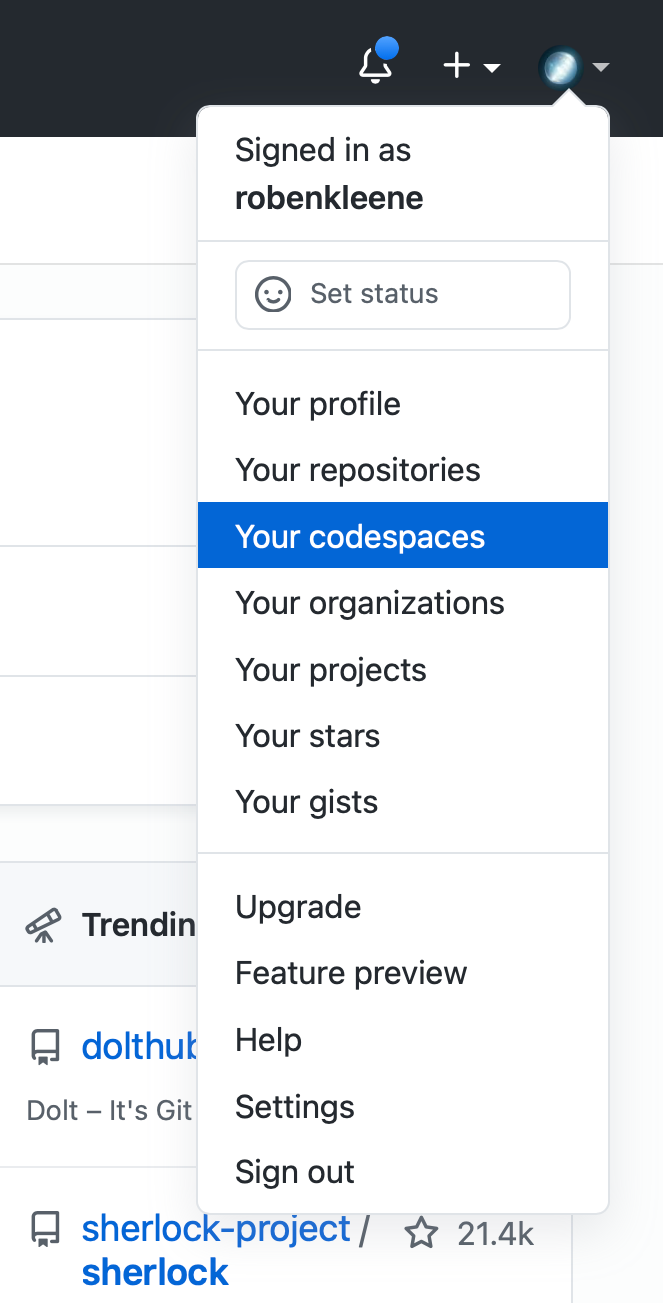 Signed in as
robenkleene
Set status
Your profile
Your repositories
Your codespaces
Your organizations
Your projects
Your stars
Your gists
Upgrade
Feature preview
Help
Settings
Sign out
Trendin
dolthub
Dolt – It's Git
sherlock-project / 21.4k
sherlock